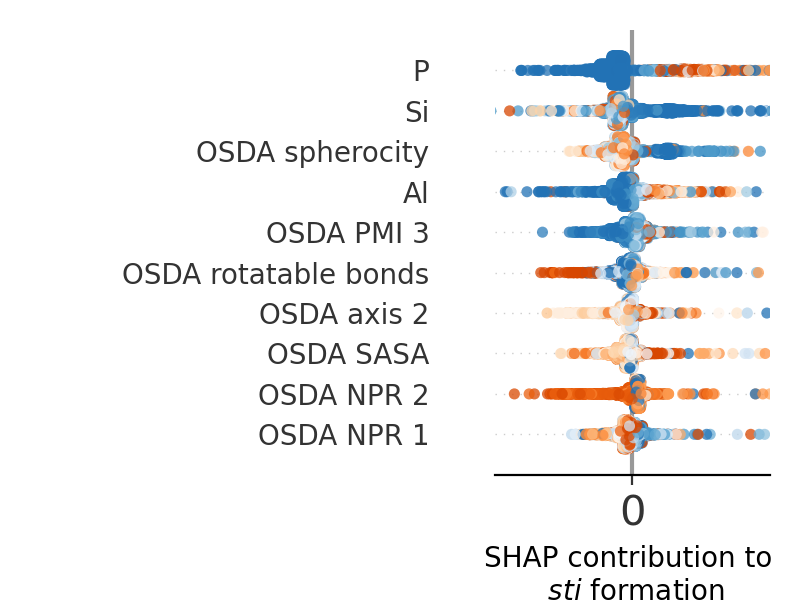 P
Si
OSDA spherocity
Al
OSDA PMI 3
OSDA rotatable bonds
OSDA axis 2
OSDA SASA
OSDA NPR 2
OSDA NPR 1
0
SHAP contribution to
sti formation